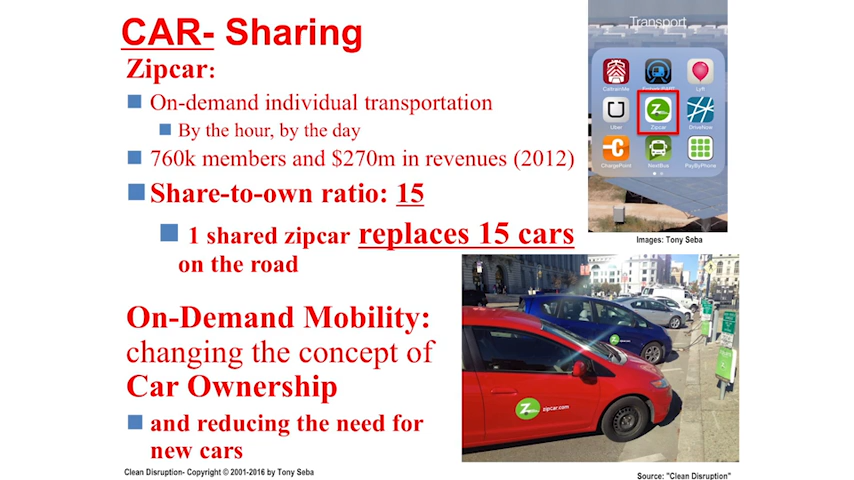 CAR- Sharing
Zipcar:
On-demand individual transportation
By the hour, by the day
760k members and $270m in revenues (2012)
Share-to-own ratio: 15
1 shared zipcar replaces 15 cars
on the road
On-Demand Mobility:
changing the concept of
Car Ownership
and reducing the need for
new cars
Clean Disruption- Copyright © 2001-2016 by Tony Seba
Transport
Lyft
Uber
Zipcar
DriveNow
ChargePoint
NextBus
PayByPhone
Images: Tony Seba
zipcar.com
Source: "Clean Disruption"